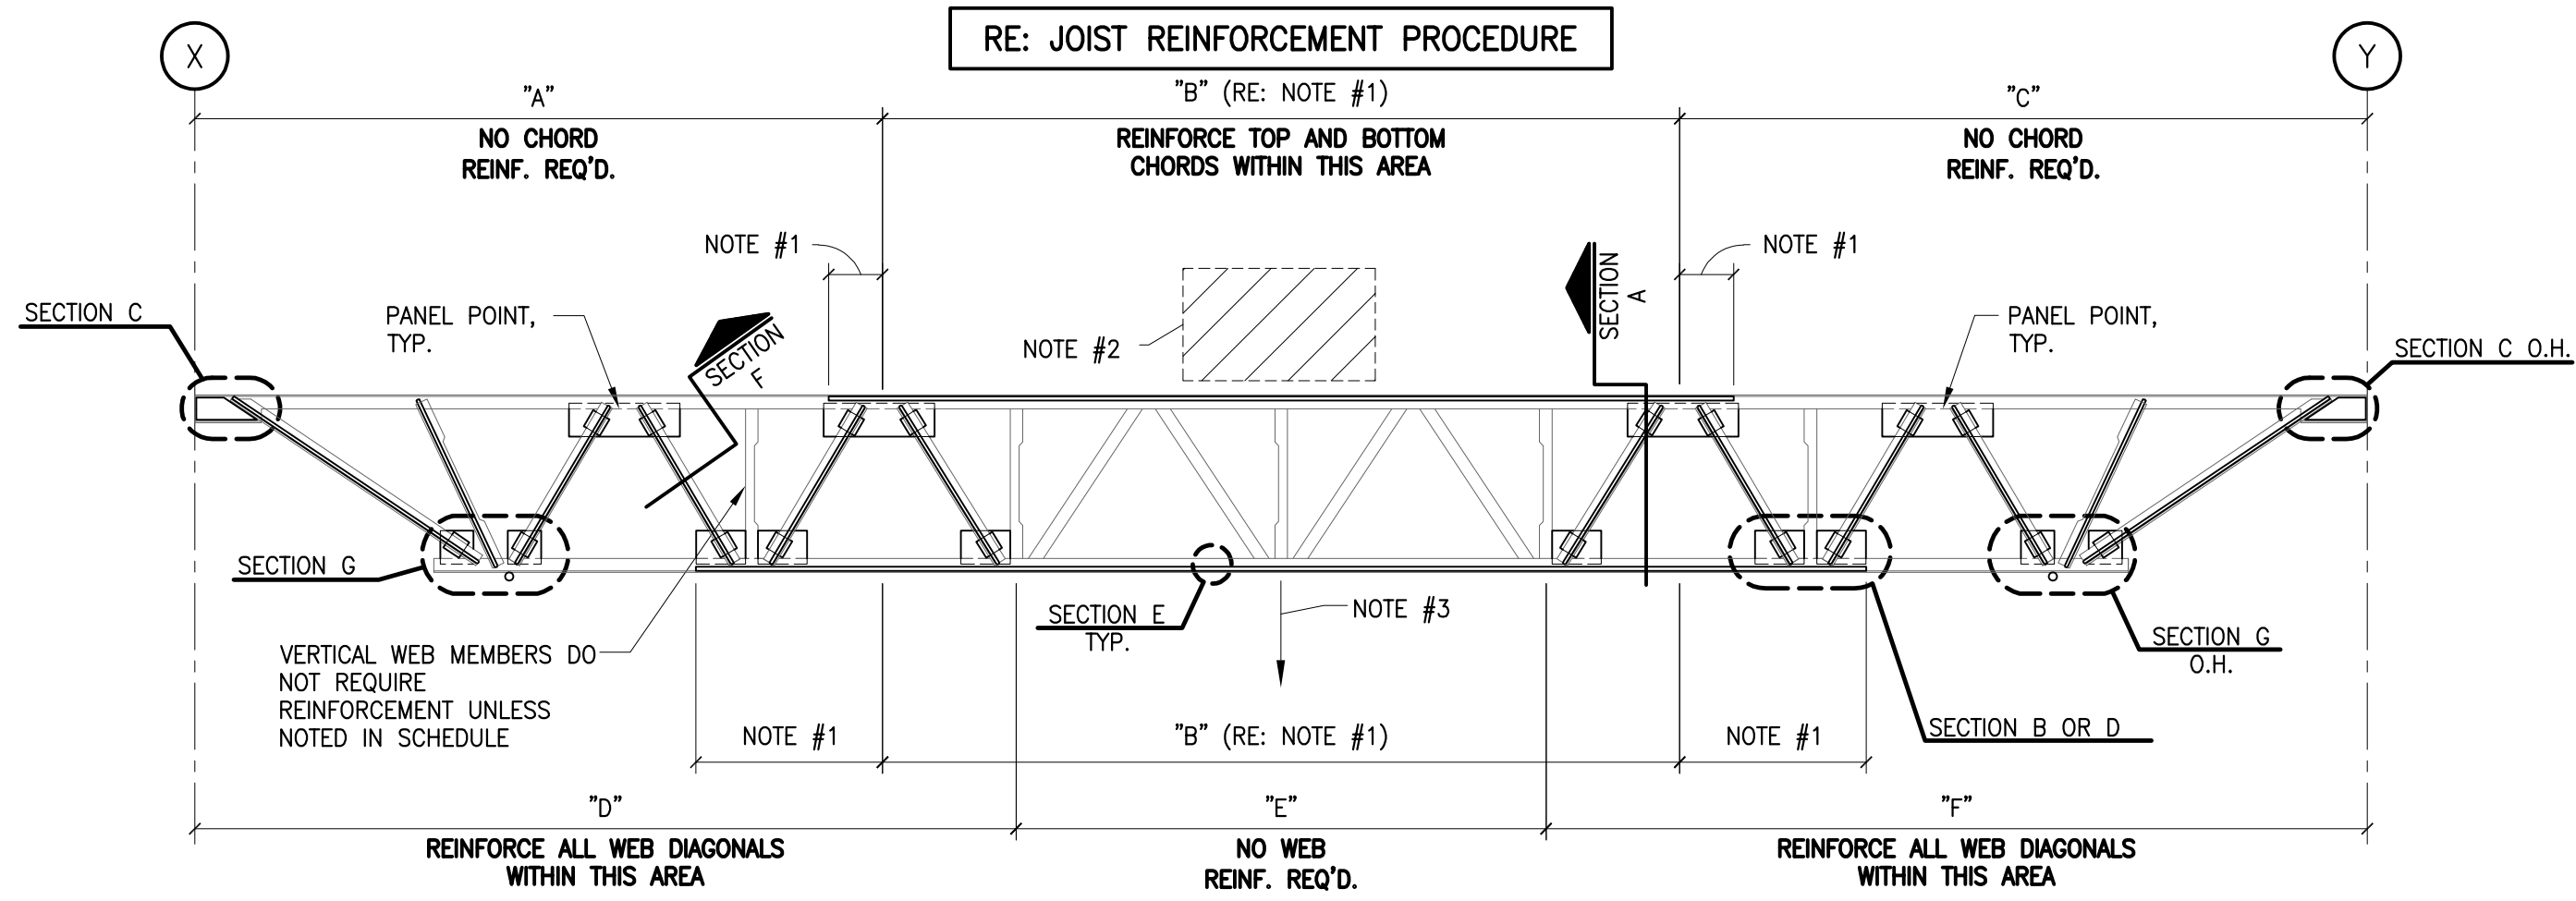 RE: JOIST REINFORCEMENT PROCEDURE
X
Y
"A"
"B" (RE: NOTE #1)
"C"
NO CHORD
REINF. REQ'D.
REINFORCE TOP AND BOTTOM
CHORDS WITHIN THIS AREA
NO CHORD
REINF. REQ'D.
NOTE #1
NOTE #1
SECTION C
PANEL POINT,
TYP.
SECTION
F
NOTE #2
SECTION
A
PANEL POINT,
TYP.
SECTION C O.H.
SECTION G
SECTION E
TYP.
NOTE #3
SECTION G
O.H.
VERTICAL WEB MEMBERS DO
NOT REQUIRE
REINFORCEMENT UNLESS
NOTED IN SCHEDULE
NOTE #1
"B" (RE: NOTE #1)
NOTE #1
SECTION B OR D
"D"
"E"
"F"
REINFORCE ALL WEB DIAGONALS
WITHIN THIS AREA
NO WEB
REINF. REQ'D.
REINFORCE ALL WEB DIAGONALS
WITHIN THIS AREA